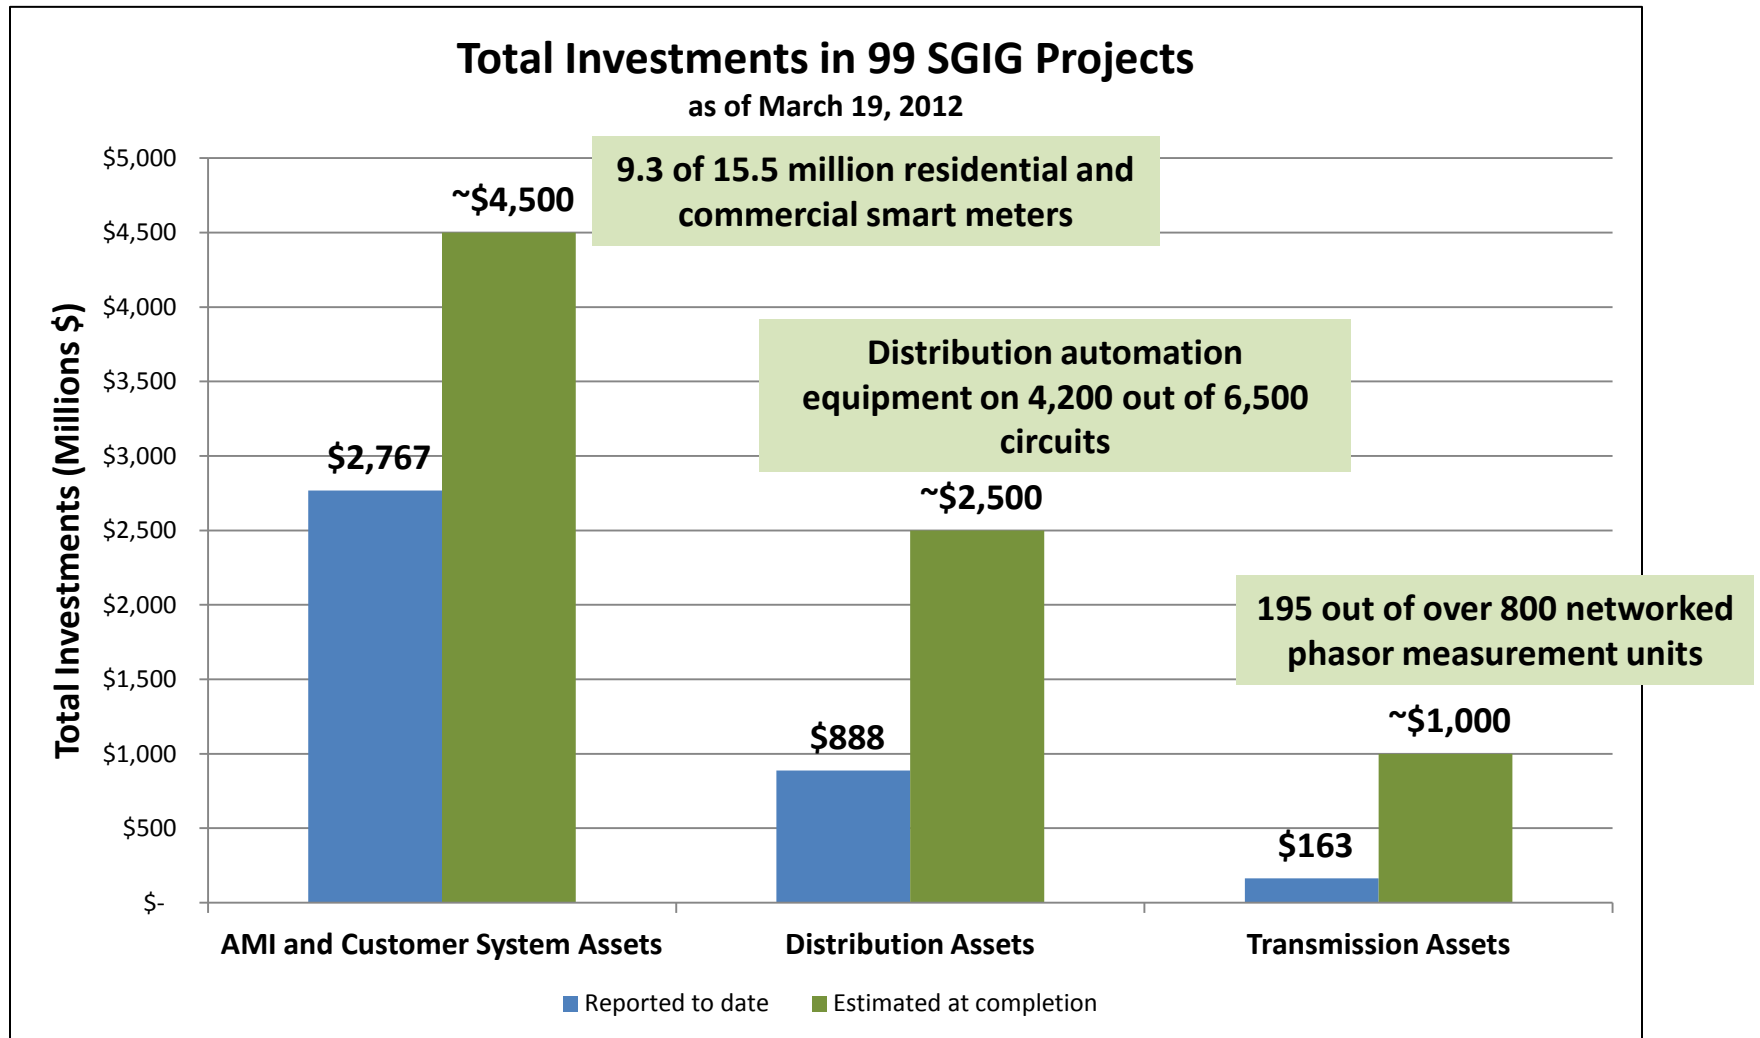 Total Investments in 99 SGIG Projects
as of March 19, 2012
Total Investments (Millions $)
$5,000
$4,500
$4,000
$3,500
$3,000
$2,500
$2,000
$1,500
$1,000
$500
$-
~$4,500
9.3 of 15.5 million residential and
commercial smart meters
$2,767
Distribution automation
equipment on 4,200 out of 6,500
circuits
~$2,500
$888
195 out of over 800 networked
phasor measurement units
~$1,000
$163
AMI and Customer System Assets
Distribution Assets
Transmission Assets
Reported to date
Estimated at completion